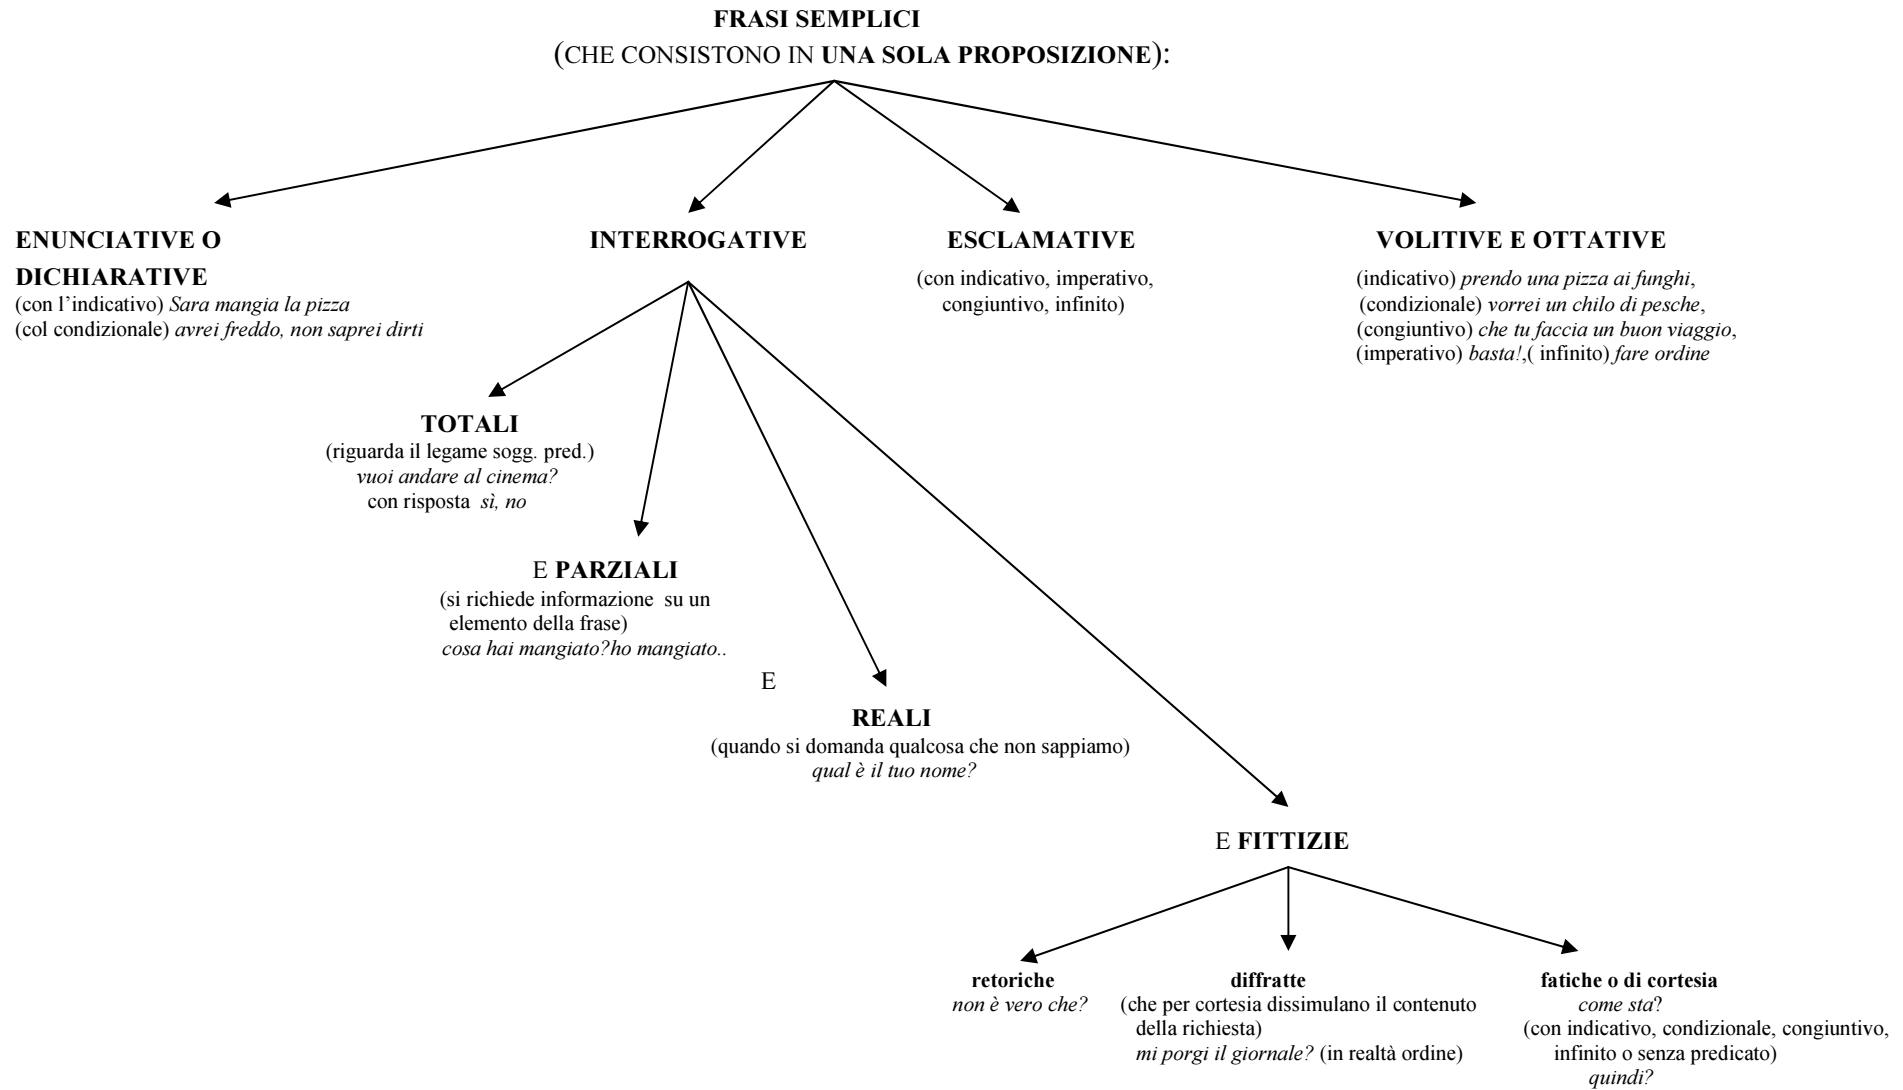 FRASI SEMPLICI
(CHE CONSISTONO IN UNA SOLA PROPOSIZIONE):
ENUNCIATIVE O
DICHIARATIVE
(con l’indicativo) Sara mangia la pizza
(col condizionale) avrei freddo, non saprei dirti
INTERROGATIVE
ESCLAMATIVE
(con indicativo, imperativo,
congiuntivo, infinito)
VOLITIVE E OTTATIVE
(indicativo) prendo una pizza ai funghi,
(condizionale) vorrei un chilo di pesche,
(congiuntivo) che tu faccia un buon viaggio,
(imperativo) basta!,( infinito) fare ordine
TOTALI
(riguarda il legame sogg. pred.)
vuoi andare al cinema?
con risposta sì, no
E PARZIALI
(si richiede informazione su un
elemento della frase)
cosa hai mangiato?ho mangiato..
E
REALI
(quando si domanda qualcosa che non sappiamo)
qual è il tuo nome?
E FITTIZIE
retoriche
non è vero che?
diffratte
(che per cortesia dissimulano il contenuto
della richiesta)
mi porgi il giornale? (in realtà ordine)
fatiche o di cortesia
come sta?
(con indicativo, condizionale, congiuntivo,
infinito o senza predicato)
quindi?